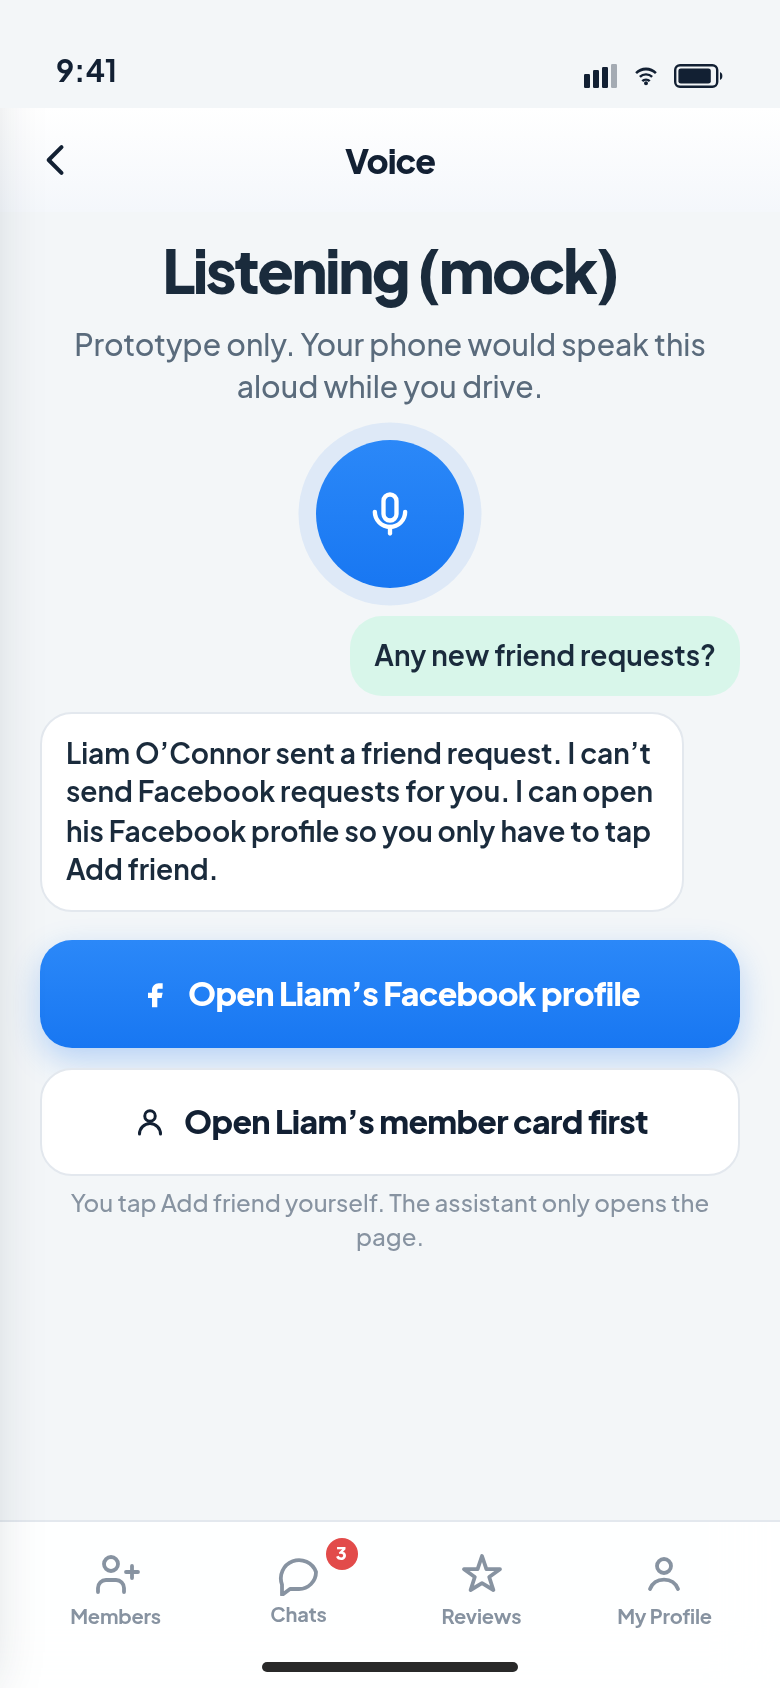 9:41
Voice
Listening (mock)
Prototype only. Your phone would speak this
aloud while you drive.
Any new friend requests?
Liam O’Connor sent a friend request. I can’t
send Facebook requests for you. I can open
his Facebook profile so you only have to tap
Add friend.
Open Liam’s Facebook profile
Open Liam’s member card first
You tap Add friend yourself. The assistant only opens the
page.
3
Members
Chats
Reviews
My Profile